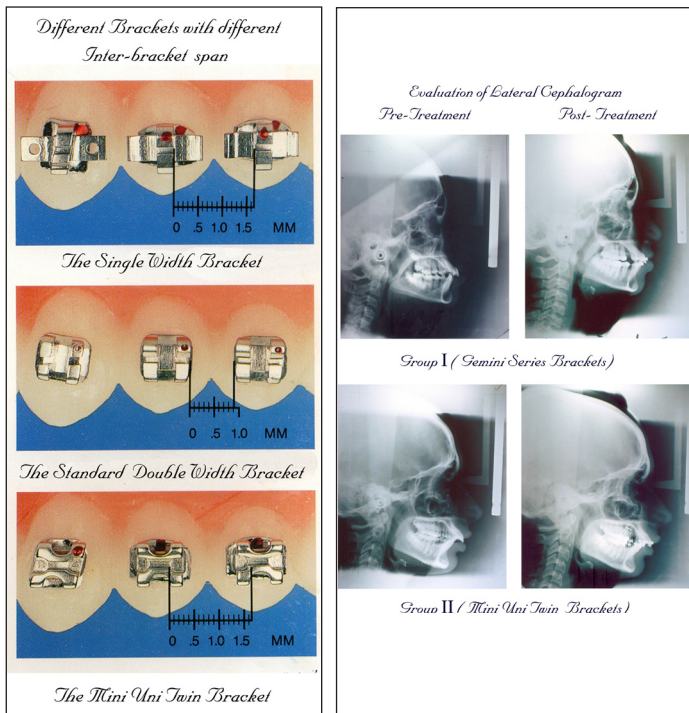 Different Brackets with different
Inter-bracket span
0 .5 1.0 1.5 MM
The Single Width Bracket
0 .5 1.0 MM
The Standard Double Width Bracket
0 .5 1.0 1.5 MM
The Mini Uni Twin Bracket
Evaluation of Lateral Cephalogram
Pre-Treatment Post- Treatment
Group I ( Gemini Series Brackets)
Group II ( Mini Uni Twin Brackets )